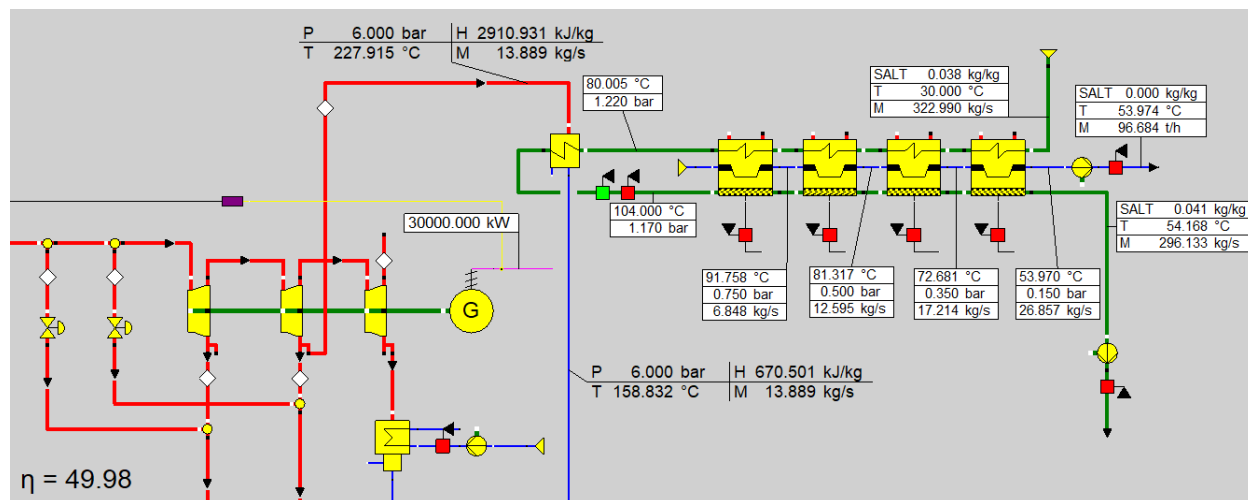 P 6.000 bar H 2910.931 kJ/kg
T 227.915 °C M 13.889 kg/s
80.005 °C
1.220 bar
SALT 0.038 kg/kg
T 30.000 °C
M 322.990 kg/s
SALT 0.000 kg/kg
T 53.974 °C
M 96.684 t/h
104.000 °C
1.170 bar
30000.000 kW
SALT 0.041 kg/kg
T 54.168 °C
M 296.133 kg/s
91.758 °C
0.750 bar
6.848 kg/s
81.317 °C
0.500 bar
12.595 kg/s
72.681 °C
0.350 bar
17.214 kg/s
53.970 °C
0.150 bar
26.857 kg/s
G
P 6.000 bar H 670.501 kJ/kg
T 158.832 °C M 13.889 kg/s
η = 49.98